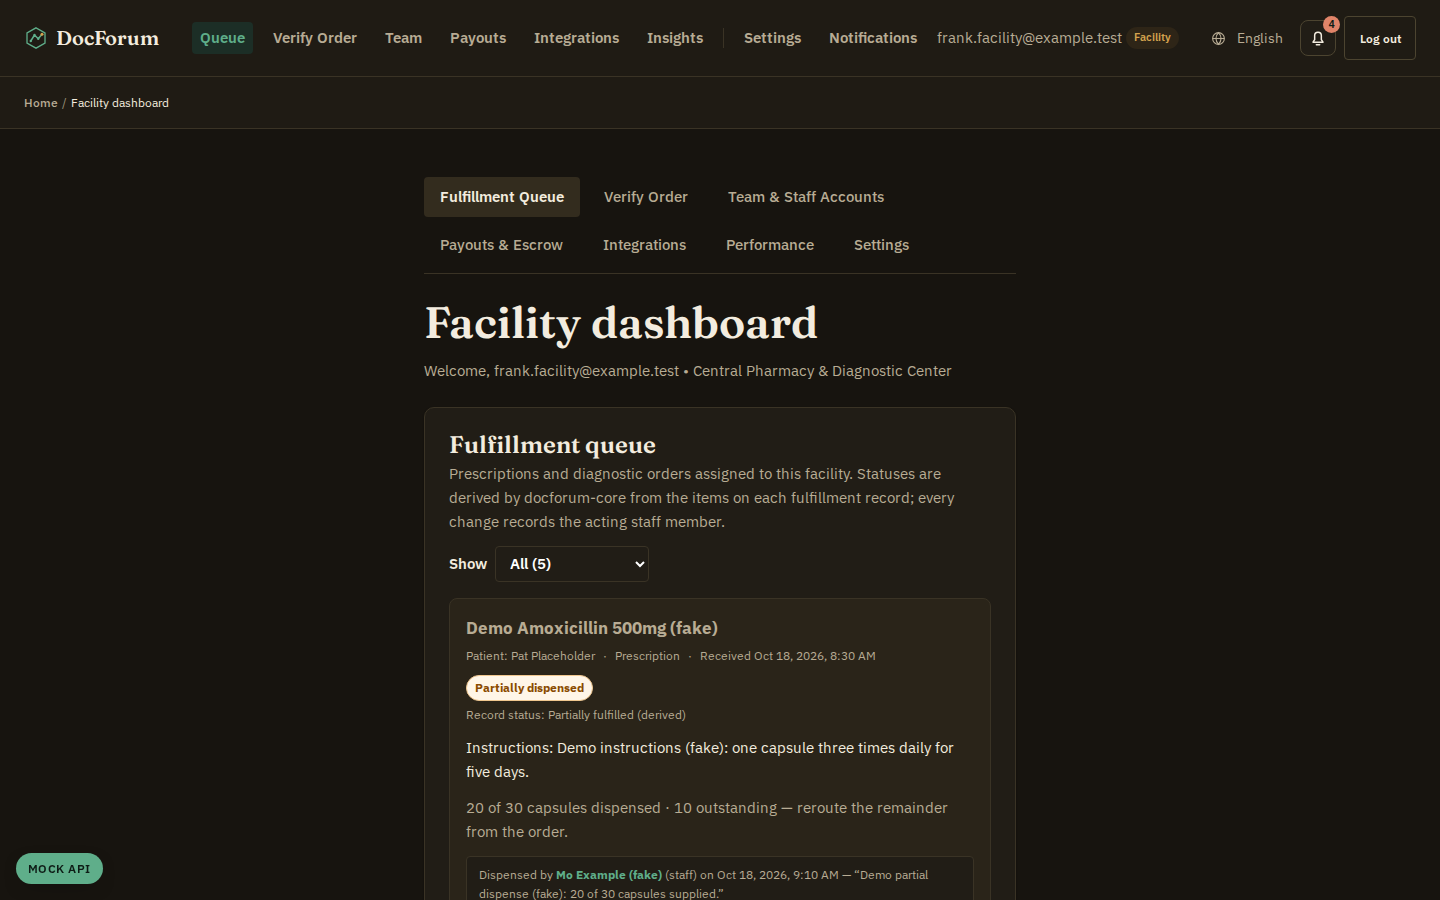 DocForum
Queue Verify Order Team Payouts Integrations Insights Settings Notifications frank.facility@example.test Facility English 4 Log out
Home / Facility dashboard
Fulfillment Queue Verify Order Team & Staff Accounts
Payouts & Escrow Integrations Performance Settings
Facility dashboard
Welcome, frank.facility@example.test • Central Pharmacy & Diagnostic Center
Fulfillment queue
Prescriptions and diagnostic orders assigned to this facility. Statuses are
derived by docforum-core from the items on each fulfillment record; every
change records the acting staff member.
Show All (5)
Demo Amoxicillin 500mg (fake)
Patient: Pat Placeholder · Prescription · Received Oct 18, 2026, 8:30 AM
Partially dispensed
Record status: Partially fulfilled (derived)
Instructions: Demo instructions (fake): one capsule three times daily for
five days.
20 of 30 capsules dispensed · 10 outstanding — reroute the remainder
from the order.
Dispensed by Mo Example (fake) (staff) on Oct 18, 2026, 9:10 AM — “Demo partial
dispense (fake): 20 of 30 capsules supplied.”
MOCK API